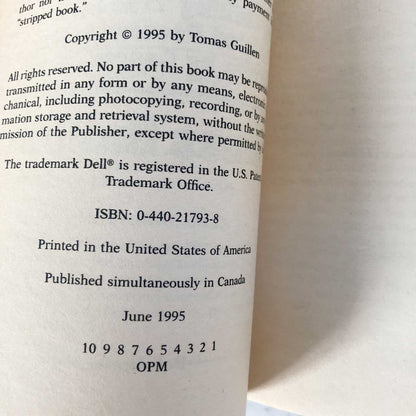 thor nor
payment
"stripped book."
Copyright © 1995 by Tomas Guillen
All rights reserved. No part of this book may be
transmitted in any form or by any means,
chanical, including photocopying, recording, or by
mation storage and retrieval system, without the
mission of the Publisher, except where permitted by
The trademark Dell® is registered in the U.S.
Trademark Office.
ISBN: 0-440-21793-8
Printed in the United States of America
Published simultaneously in Canada
June 1995
10 9 8 7 6 5 4 3 2 1
OPM